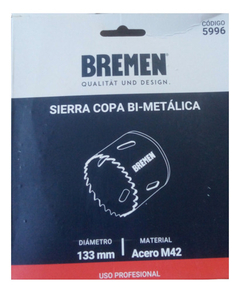 CÓDIGO
5996
BREMEN
QUALITÄT UND DESIGN.
SIERRA COPA BI-METÁLICA
BREMEN
DIÁMETRO
133 mm
MATERIAL
Acero M42
USO PROFESIONAL